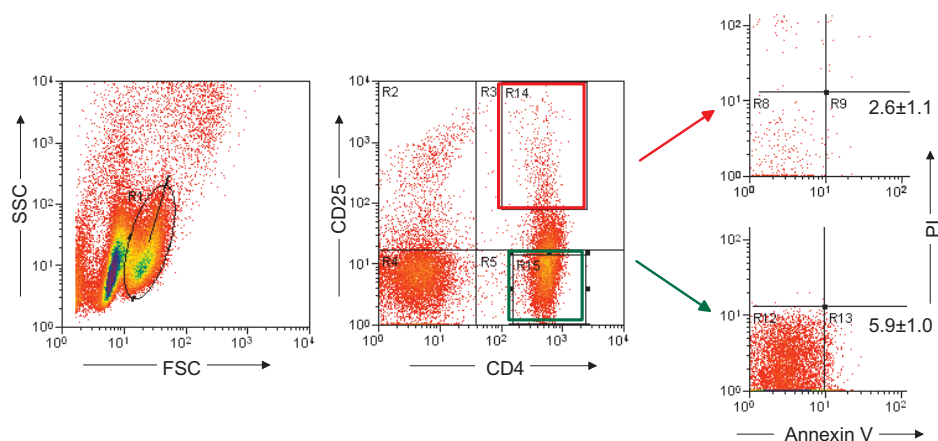 SSC
10⁴
10³
10²
10¹
10⁰
R1
10⁰ 10¹ 10² 10³ 10⁴
FSC
CD25
10⁴
10³
10²
10¹
10⁰
R2 R3 R14
R4 R5 R15
10⁰ 10¹ 10² 10³ 10⁴
CD4
10²
10¹
10⁰
R8 R9
2.6±1.1
10⁰ 10¹ 10²
PI
10²
10¹
10⁰
R12 R13
5.9±1.0
10⁰ 10¹ 10²
Annexin V